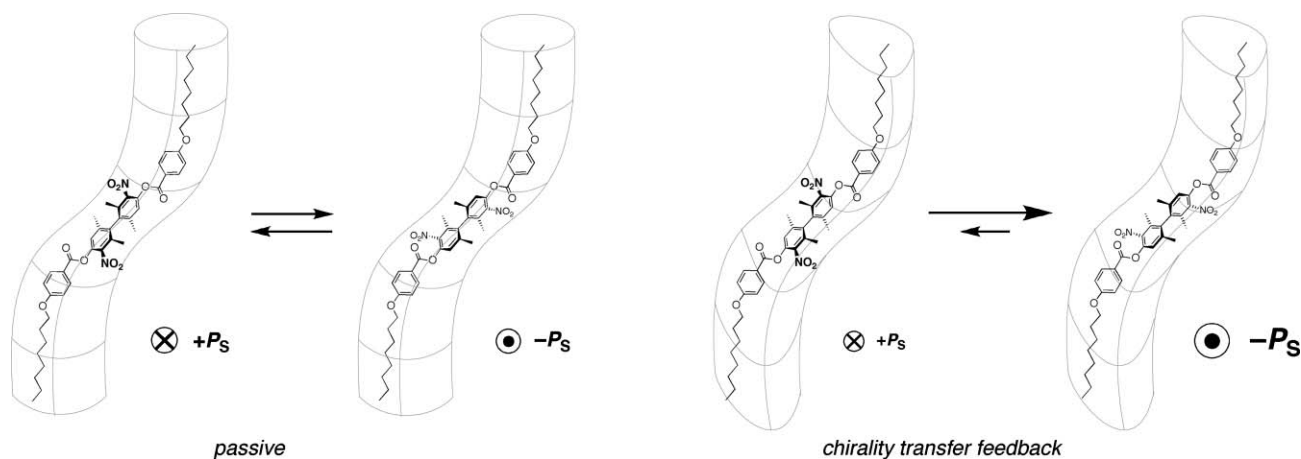 O₂N
O
O
O
O
NO₂
O
O
NO₂
O₂N
O
O
O
O
O₂N
O
O
O
O
NO₂
O
O
NO₂
O₂N
O
O
O
O
+Pₛ
−Pₛ
+Pₛ
−Pₛ
passive
chirality transfer feedback